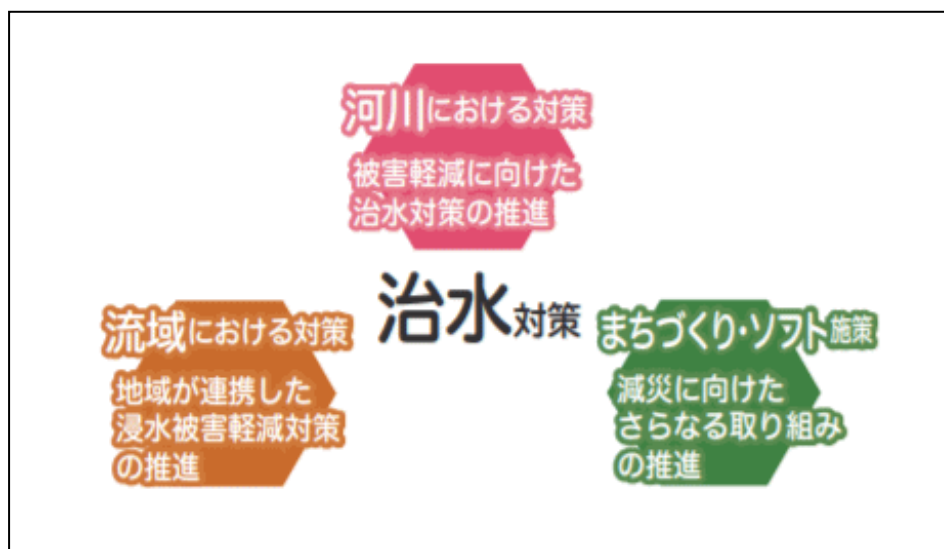 河川における対策
被害軽減に向けた
治水対策の推進
治水対策
流域における対策
地域が連携した
浸水被害軽減対策
の推進
まちづくり・ソフト施策
減災に向けた
さらなる取り組み
の推進